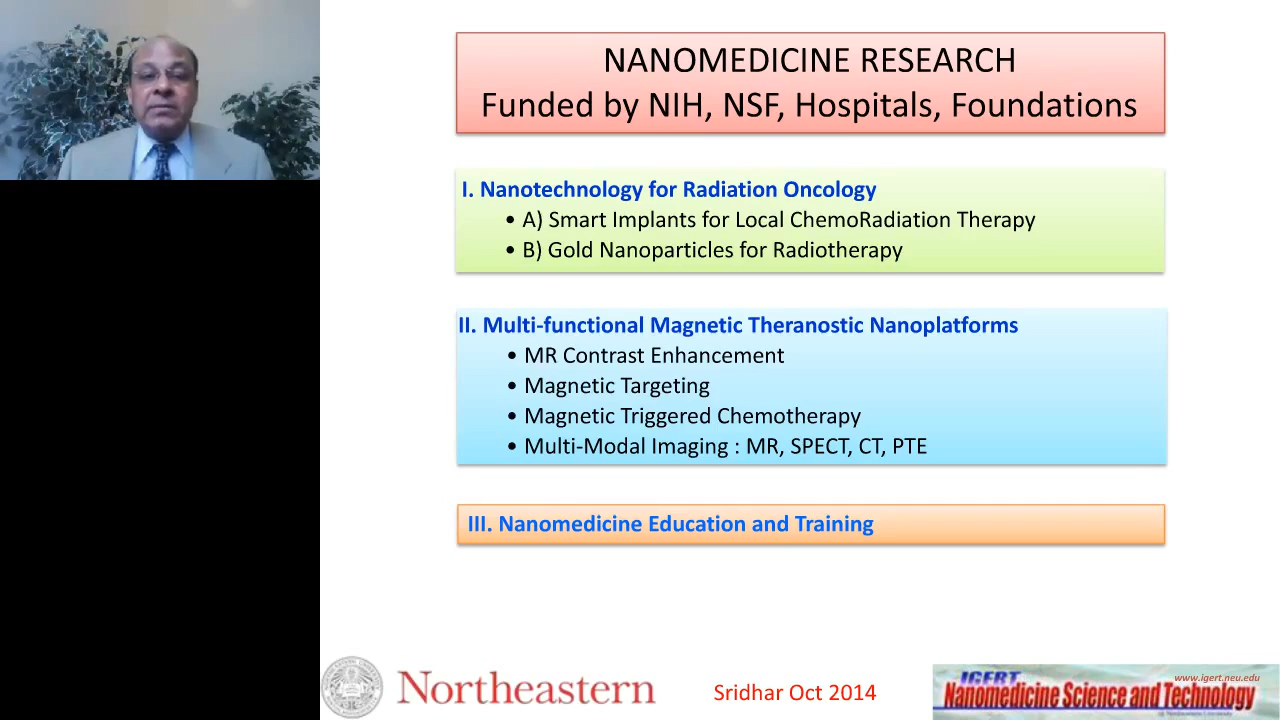 NANOMEDICINE RESEARCH
Funded by NIH, NSF, Hospitals, Foundations
I. Nanotechnology for Radiation Oncology
• A) Smart Implants for Local ChemoRadiation Therapy
• B) Gold Nanoparticles for Radiotherapy
II. Multi-functional Magnetic Theranostic Nanoplatforms
• MR Contrast Enhancement
• Magnetic Targeting
• Magnetic Triggered Chemotherapy
• Multi-Modal Imaging : MR, SPECT, CT, PTE
III. Nanomedicine Education and Training
Northeastern
Sridhar Oct 2014
www.igert.neu.edu
IGERT
Nanomedicine Science and Technology